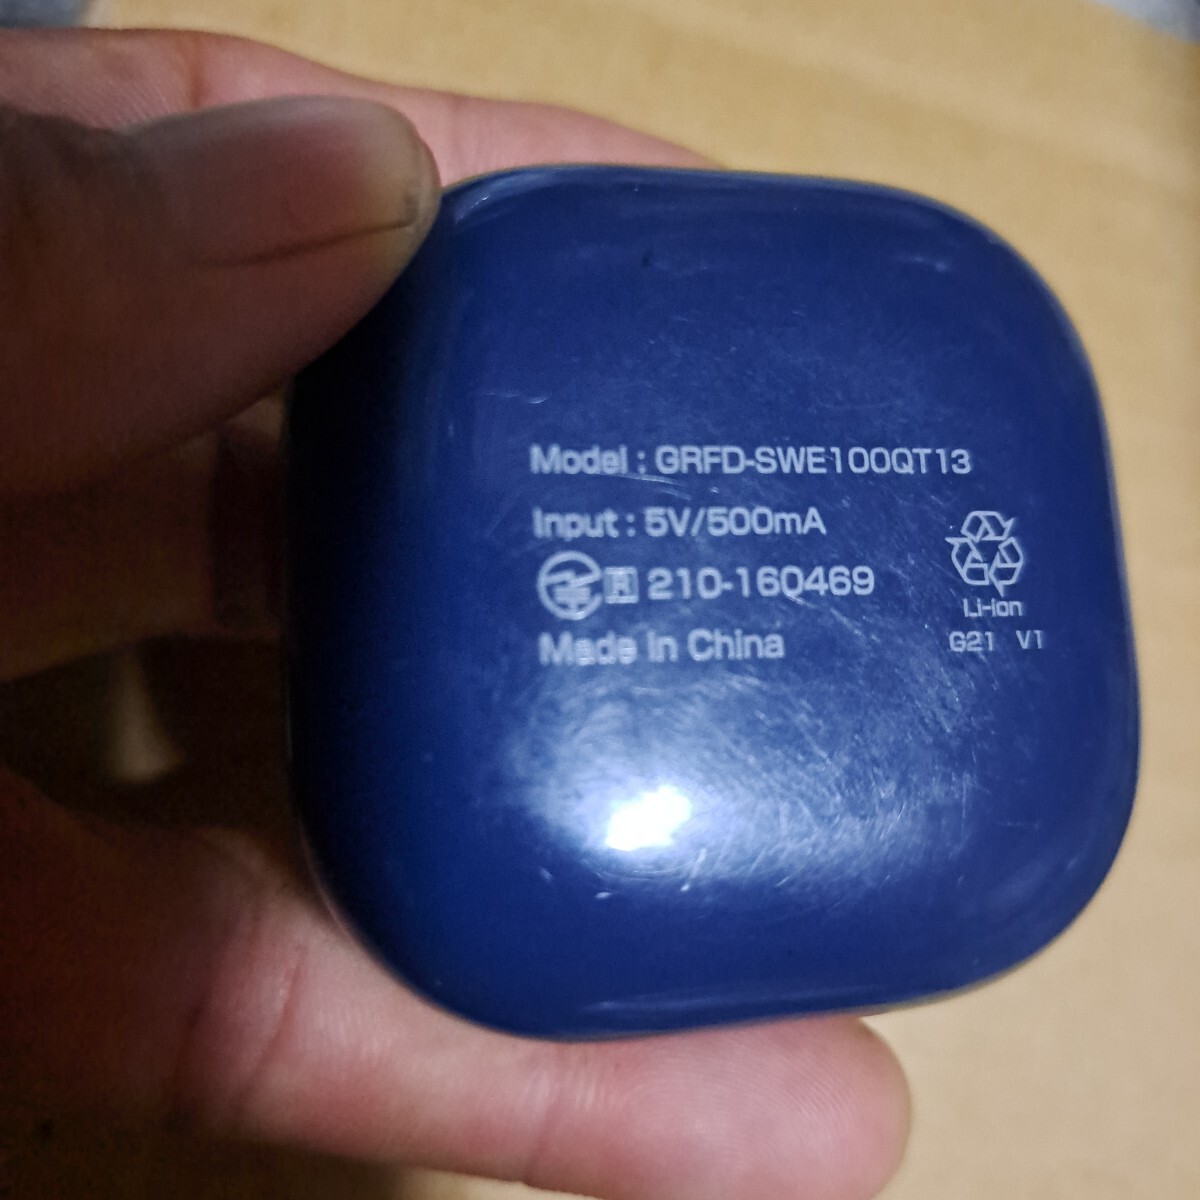 Model : GRFD-SWE100QT13
Input : 5V/500mA
R 210-160469
Made in China
Li-ion
G21 V1